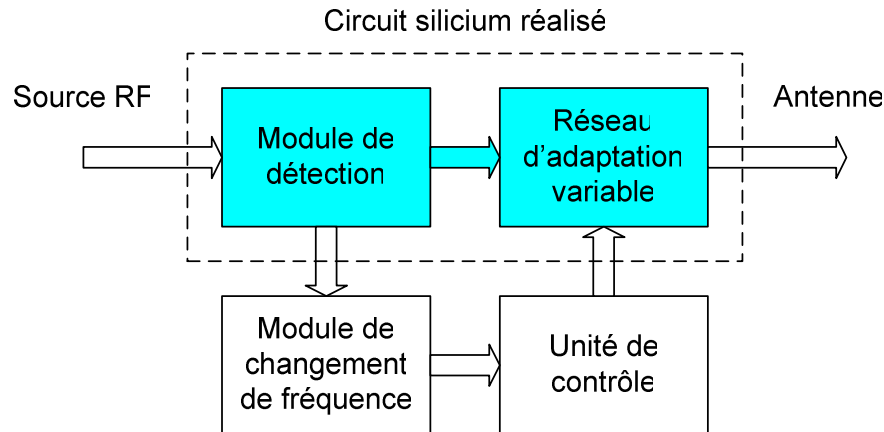 Circuit silicium réalisé
Source RF
Antenne
Module de
détection
Réseau
d'adaptation
variable
Module de
changement
de fréquence
Unité de
contrôle